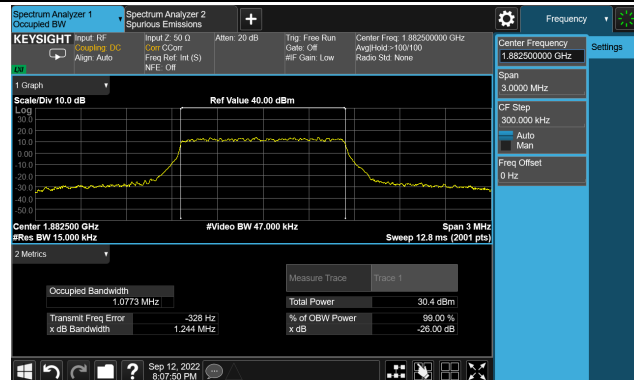 Spectrum Analyzer 1
Occupied BW
Spectrum Analyzer 2
Spurious Emissions
Frequency
KEYSIGHT
Input: RF
Coupling: DC
Align: Auto
Input Z: 50 Ω
Corr CCorr
Freq Ref: Int (S)
NFE: Off
Atten: 20 dB
Trig: Free Run
Gate: Off
#IF Gain: Low
Center Freq: 1.882500000 GHz
Avg|Hold:>100/100
Radio Std: None
LXI
Center Frequency
1.882500000 GHz
Settings
Span
3.0000 MHz
CF Step
300.000 kHz
Auto
Man
Freq Offset
0 Hz
1 Graph
Scale/Div 10.0 dB
Ref Value 40.00 dBm
Log
30.0
20.0
10.0
0.00
-10.0
-20.0
-30.0
-40.0
-50.0
Center 1.882500 GHz
#Video BW 47.000 kHz
Span 3 MHz
#Res BW 15.000 kHz
Sweep 12.8 ms (2001 pts)
2 Metrics
Measure Trace
Trace 1
Occupied Bandwidth
1.0773 MHz
Total Power
30.4 dBm
Transmit Freq Error
-328 Hz
% of OBW Power
99.00 %
x dB Bandwidth
1.244 MHz
x dB
-26.00 dB
Sep 12, 2022
8:07:50 PM